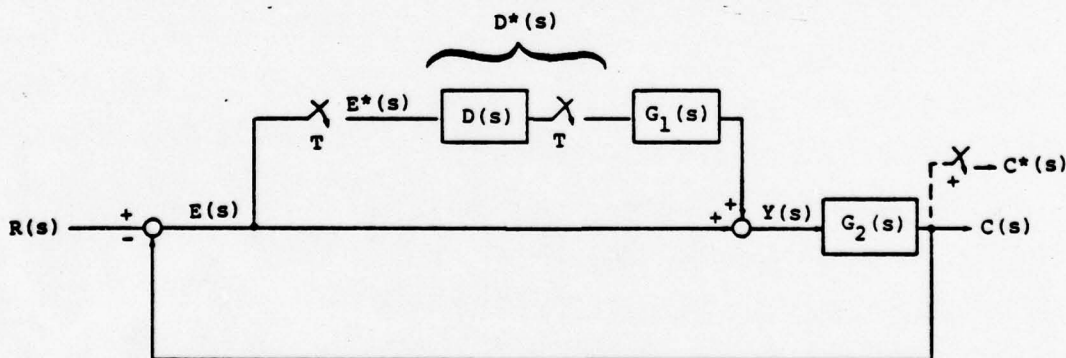 D*(s)
E*(s)
D(s)
G1(s)
T
T
+
C*(s)
R(s)
+
-
E(s)
+
+
Y(s)
G2(s)
C(s)